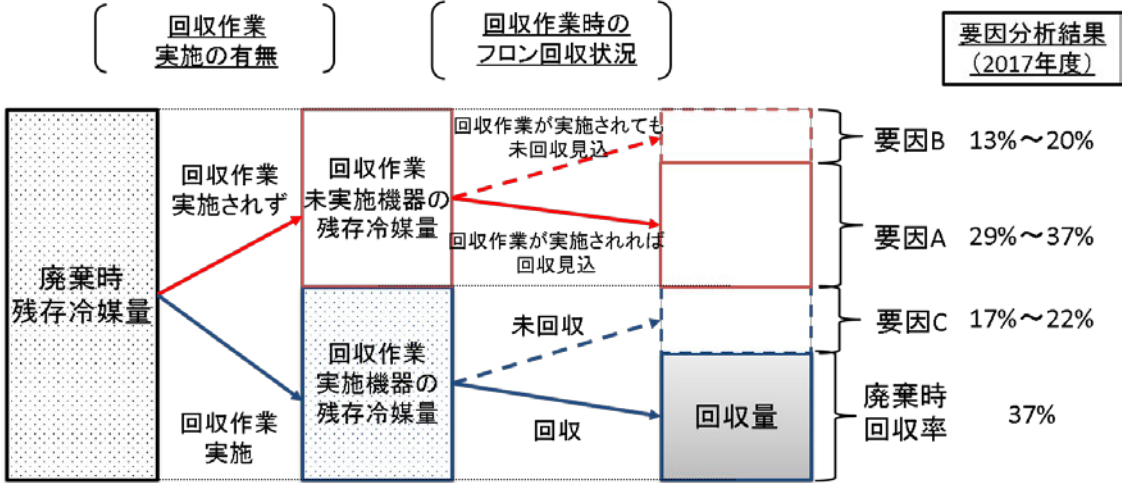 回収作業
実施の有無
回収作業時の
フロン回収状況
要因分析結果
（2017年度）
廃棄時
残存冷媒量
回収作業
実施されず
回収作業
実施
回収作業
未実施機器の
残存冷媒量
回収作業
実施機器の
残存冷媒量
回収作業が実施されても
未回収見込
回収作業が実施されれば
回収見込
未回収
回収
回収量
要因B 13%～20%
要因A 29%～37%
要因C 17%～22%
廃棄時
回収率
37%